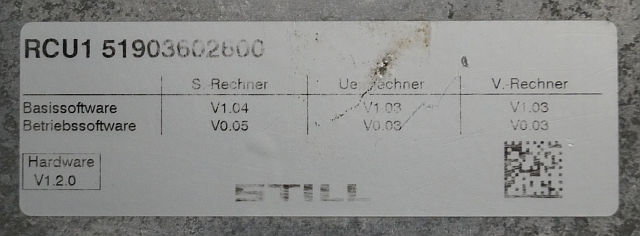 RCU1 51903602800
S.-Rechner Ue.-Rechner V.-Rechner
Basissoftware V1.04 V1.03 V1.03
Betriebssoftware V0.05 V0.03 V0.03
Hardware
V1.2.0
STILL